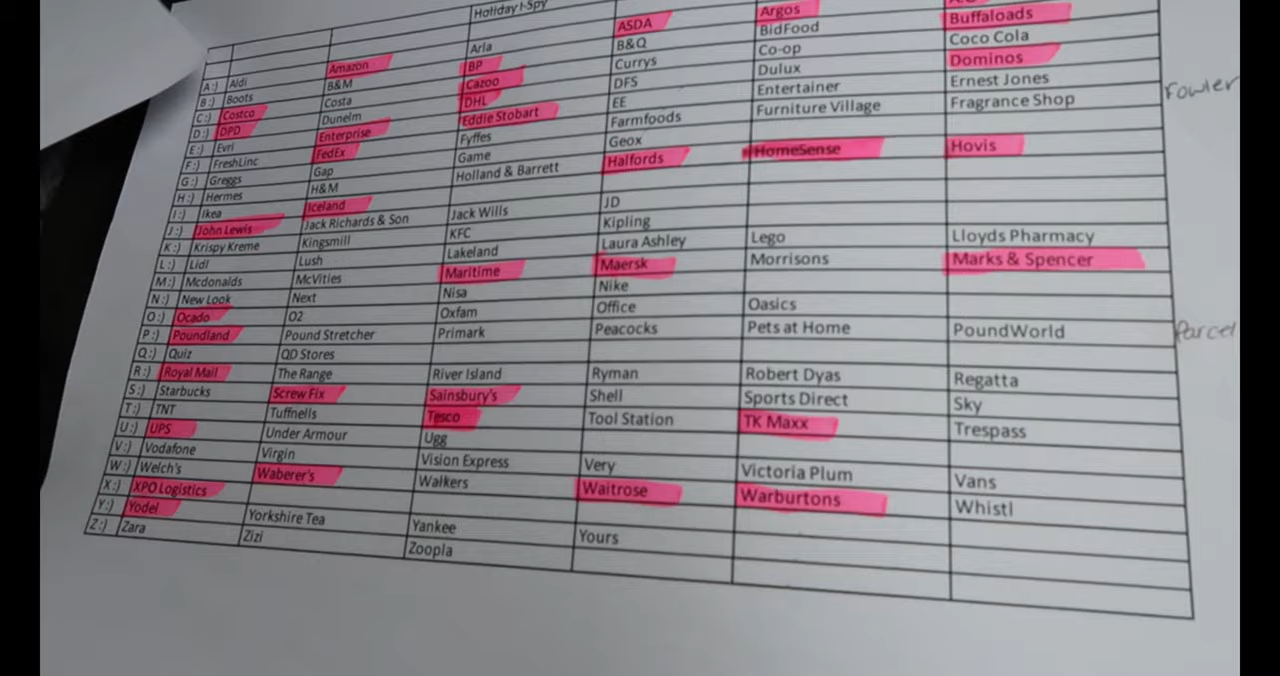 Holiday I-Spy
A:) Aldi Amazon Arla ASDA Argos
B:) Boots B&M BP B&Q BidFood Buffaloads
C:) Costco Costa Cazoo Currys Co-op Coco Cola
D:) DPD Dunelm DHL DFS Dulux Dominos
E:) Evri Enterprise Eddie Stobart EE Entertainer Ernest Jones
F:) FreshLinc FedEx Fyffes Farmfoods Furniture Village Fragrance Shop Fowler
G:) Greggs Gap Game Geox
H:) Hermes H&M Holland & Barrett Halfords HomeSense Hovis
I:) Ikea Iceland
J:) John Lewis Jack Richards & Son Jack Wills JD
K:) Krispy Kreme Kingsmill KFC Kipling
L:) Lidl Lush Lakeland Laura Ashley Lego Lloyds Pharmacy
M:) Mcdonalds McVities Maritime Maersk Morrisons Marks & Spencer
N:) New Look Next Nisa Nike
O:) Ocado O2 Oxfam Office Oasics
P:) Poundland Pound Stretcher Primark Peacocks Pets at Home PoundWorld Parcel
Q:) Quiz QD Stores
R:) Royal Mail The Range River Island Ryman Robert Dyas Regatta
S:) Starbucks Screw Fix Sainsbury's Shell Sports Direct Sky
T:) TNT Tuffnells Tesco Tool Station TK Maxx Trespass
U:) UPS Under Armour Ugg
V:) Vodafone Virgin Vision Express Very Victoria Plum Vans
W:) Welch's Waberer's Walkers Waitrose Warburtons Whistl
X:) XPO Logistics
Y:) Yodel Yorkshire Tea Yankee Yours
Z:) Zara Zizi Zoopla